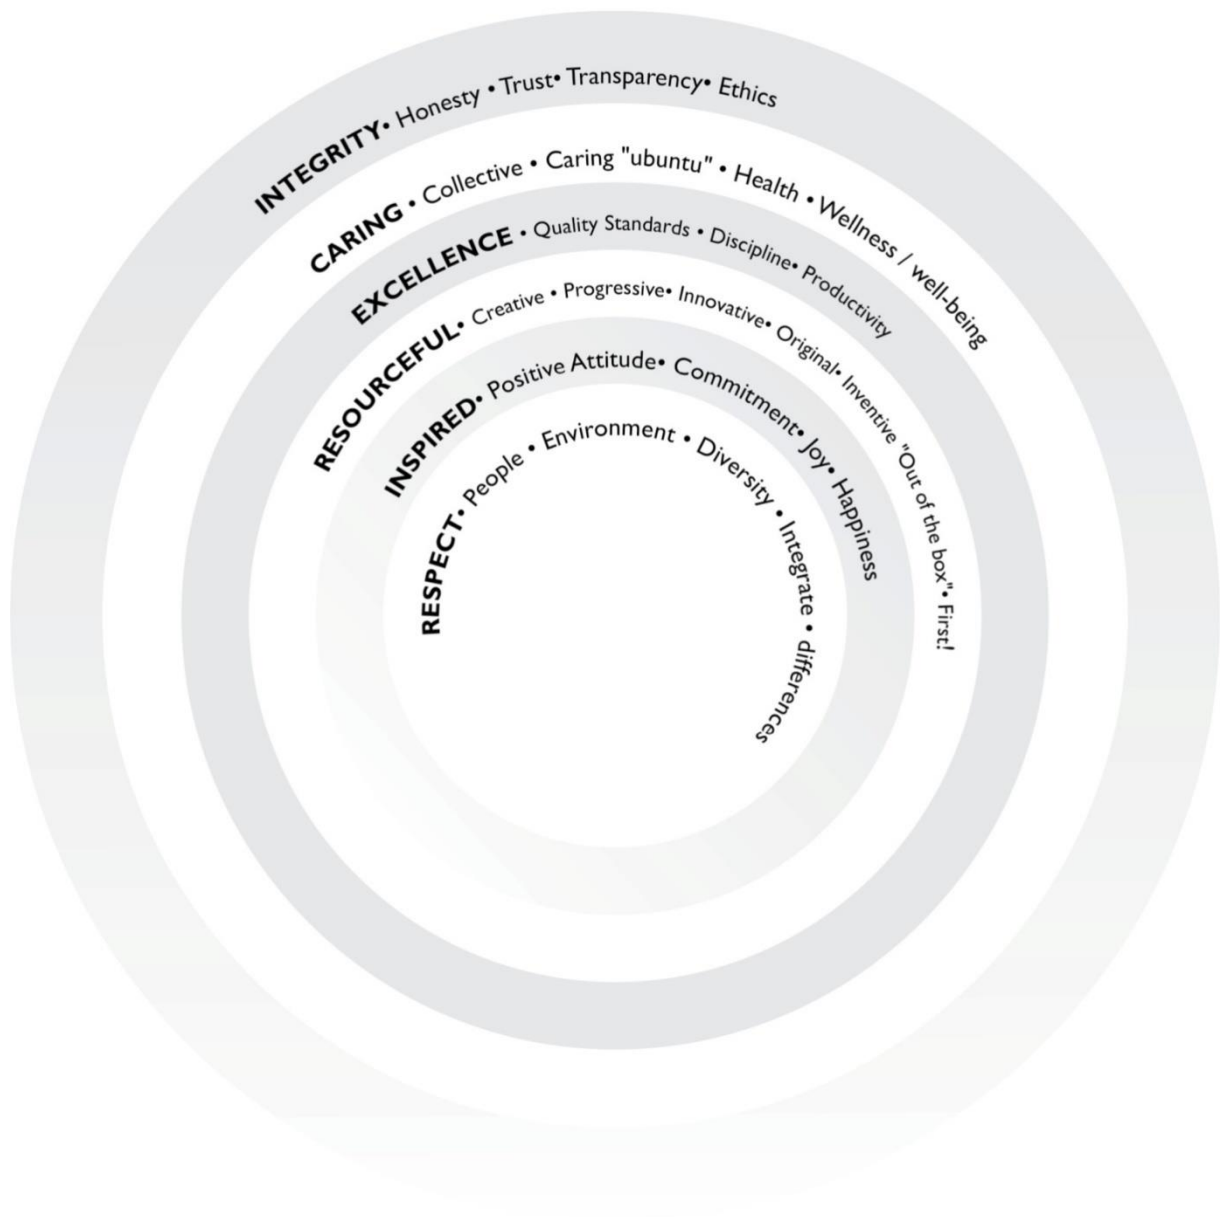 INTEGRITY• Honesty • Trust• Transparency• Ethics
CARING • Collective • Caring "ubuntu" • Health • Wellness / well-being
EXCELLENCE • Quality Standards • Discipline• Productivity
RESOURCEFUL• Creative • Progressive• Innovative• Original• Inventive "Out of the box"• First!
INSPIRED• Positive Attitude• Commitment• Joy• Happiness
RESPECT• People • Environment • Diversity • Integrate • differences